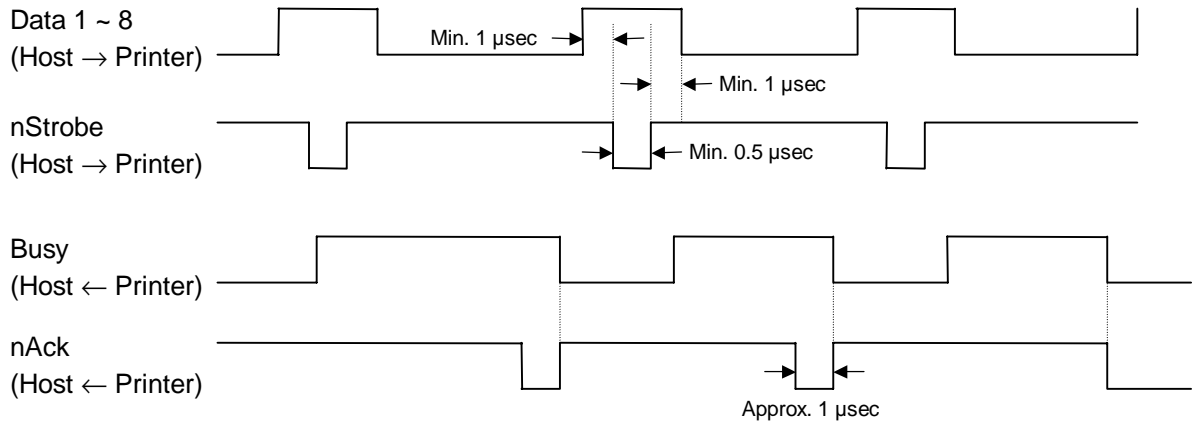 Data 1 ~ 8
(Host → Printer)
Min. 1 µsec
Min. 1 µsec
nStrobe
(Host → Printer)
Min. 0.5 µsec
Busy
(Host ← Printer)
nAck
(Host ← Printer)
Approx. 1 µsec